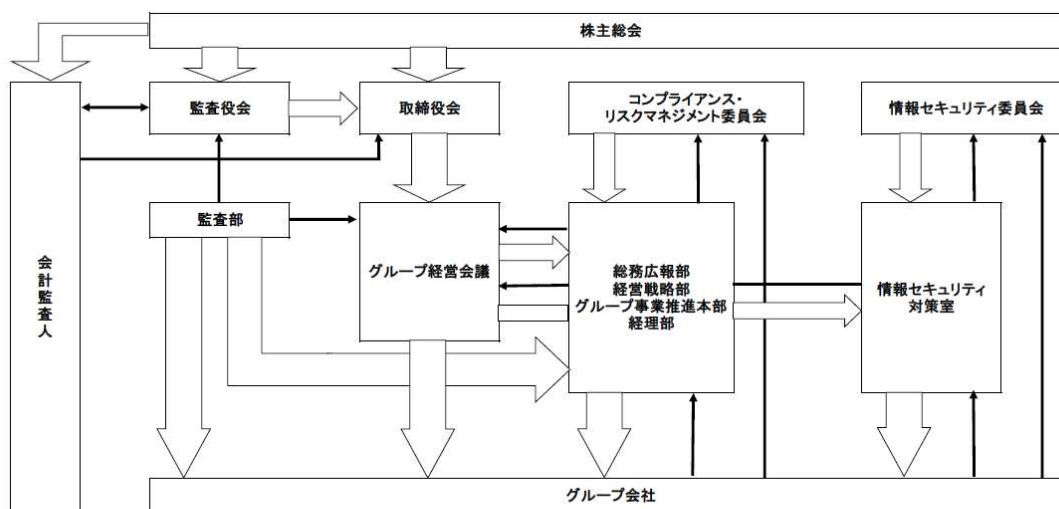 株主総会
監査役会
取締役会
コンプライアンス・
リスクマネジメント委員会
情報セキュリティ委員会
監査部
会計監査人
グループ経営会議
総務広報部
経営戦略部
グループ事業推進本部
経理部
情報セキュリティ
対策室
グループ会社